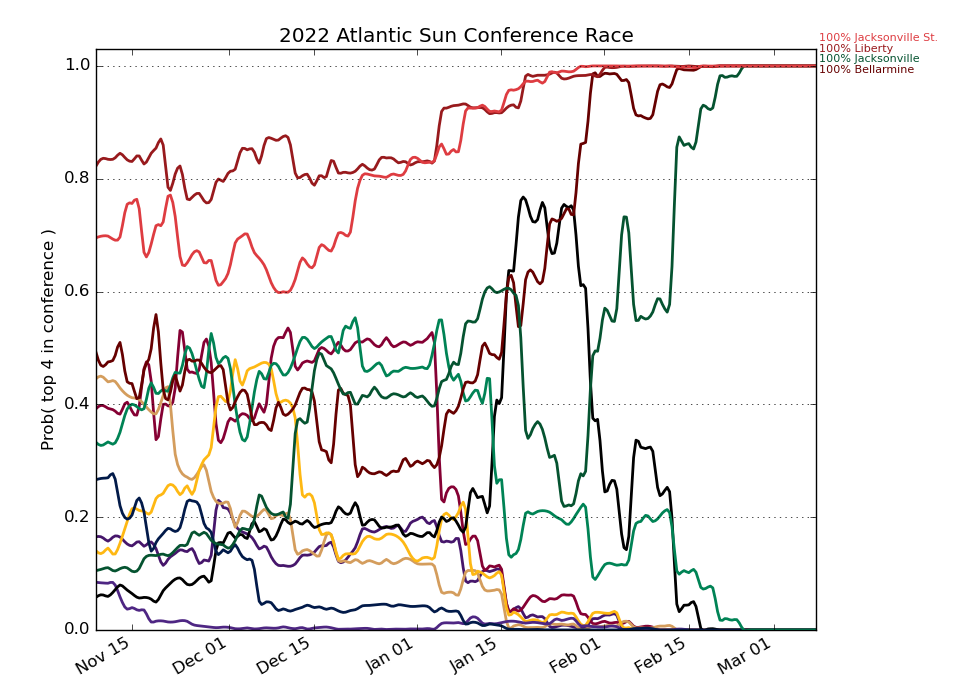 2022 Atlantic Sun Conference Race
100% Jacksonville St.
100% Liberty
100% Jacksonville
100% Bellarmine
Prob( top 4 in conference )
1.0
0.8
0.6
0.4
0.2
0.0
Nov 15
Dec 01
Dec 15
Jan 01
Jan 15
Feb 01
Feb 15
Mar 01